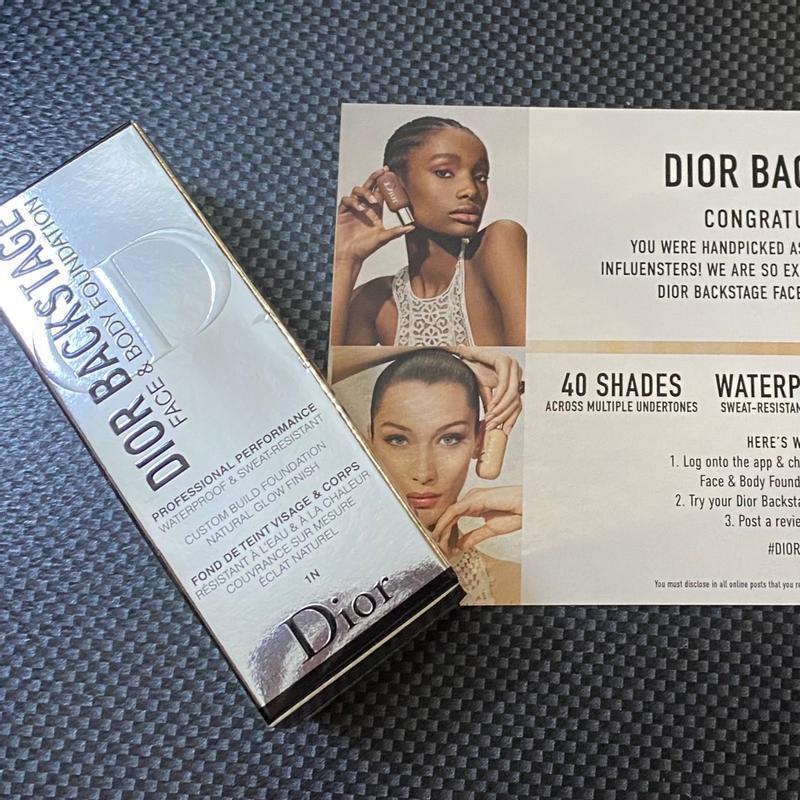 DIOR BACKSTAGE
FACE & BODY FOUNDATION
PROFESSIONAL PERFORMANCE
WATERPROOF & SWEAT-RESISTANT
CUSTOM BUILD FOUNDATION
NATURAL GLOW FINISH
FOND DE TEINT VISAGE & CORPS
RÉSISTANT À L'EAU & À LA CHALEUR
COUVRANCE SUR MESURE
ÉCLAT NATUREL
1N
Dior
Dior
DIOR BAC
CONGRATU
YOU WERE HANDPICKED AS
INFLUENSTERS! WE ARE SO EX
DIOR BACKSTAGE FACE
40 SHADES
ACROSS MULTIPLE UNDERTONES
WATERP
SWEAT-RESISTAN
HERE'S W
1. Log onto the app & ch
Face & Body Found
2. Try your Dior Backsta
3. Post a revie
#DIOR
You must disclose in all online posts that you re